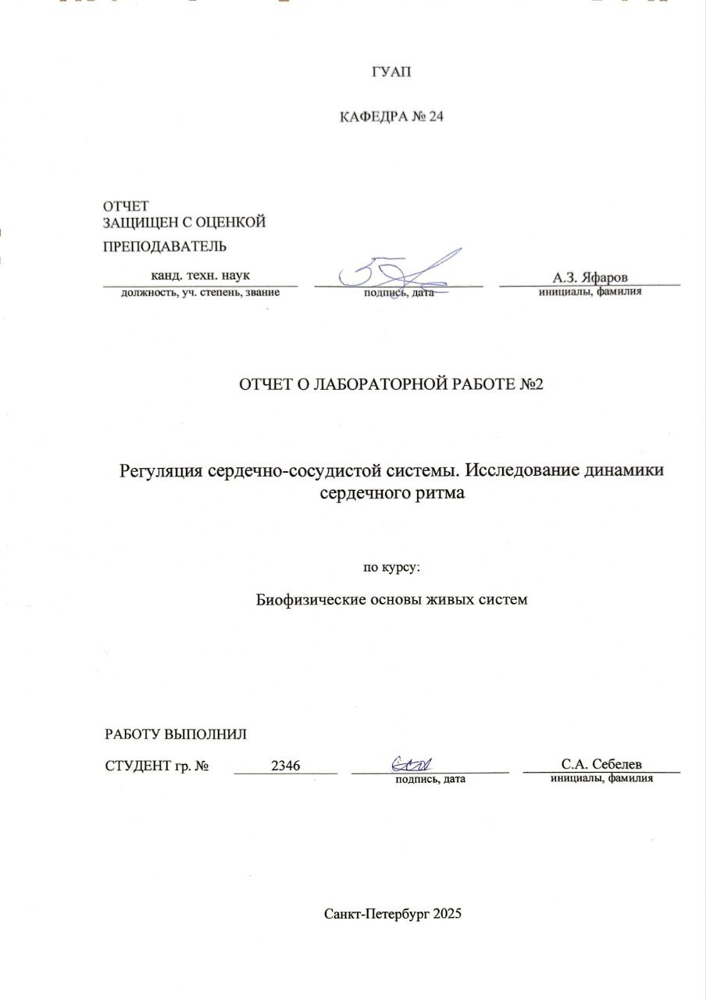 ГУАП
КАФЕДРА № 24
ОТЧЕТ
ЗАЩИЩЕН С ОЦЕНКОЙ
ПРЕПОДАВАТЕЛЬ
канд. техн. наук А.З. Яфаров
должность, уч. степень, звание подпись, дата инициалы, фамилия
ОТЧЕТ О ЛАБОРАТОРНОЙ РАБОТЕ №2
Регуляция сердечно-сосудистой системы. Исследование динамики
сердечного ритма
по курсу:
Биофизические основы живых систем
РАБОТУ ВЫПОЛНИЛ
СТУДЕНТ гр. № 2346 С.А. Себелев
подпись, дата инициалы, фамилия
Санкт-Петербург 2025